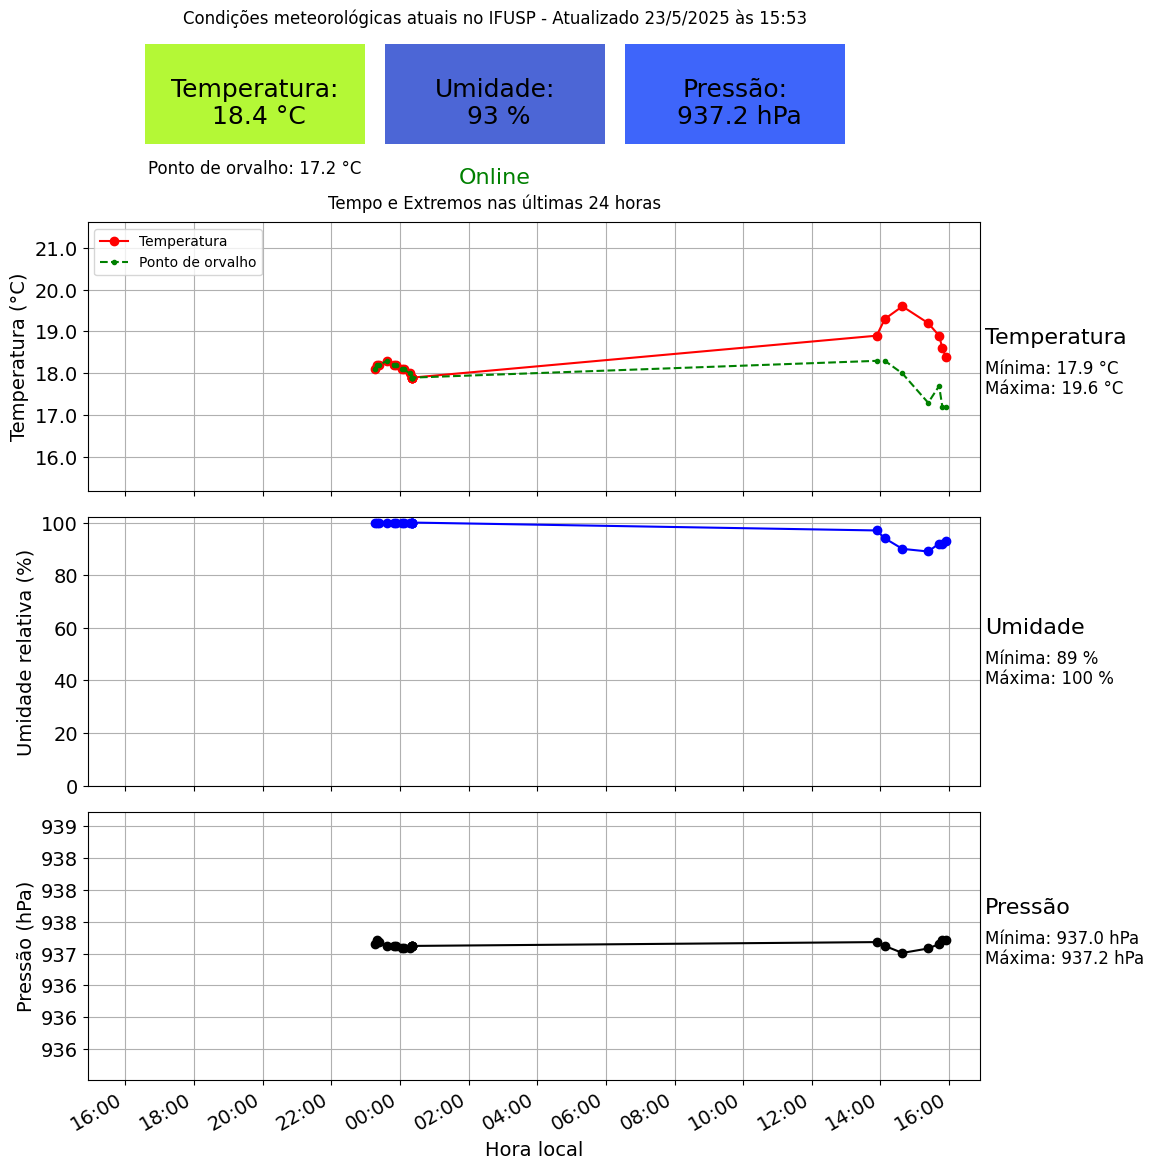 Condições meteorológicas atuais no IFUSP - Atualizado 23/5/2025 às 15:53
Temperatura:
18.4 °C
Umidade:
93 %
Pressão:
937.2 hPa
Ponto de orvalho: 17.2 °C
Online
Tempo e Extremos nas últimas 24 horas
Temperatura
Ponto de orvalho
Temperatura (°C)
21.0
20.0
19.0
18.0
17.0
16.0
Temperatura
Mínima: 17.9 °C
Máxima: 19.6 °C
Umidade relativa (%)
100
80
60
40
20
0
Umidade
Mínima: 89 %
Máxima: 100 %
Pressão (hPa)
939
938
938
938
937
936
936
936
Pressão
Mínima: 937.0 hPa
Máxima: 937.2 hPa
16:00
18:00
20:00
22:00
00:00
02:00
04:00
06:00
08:00
10:00
12:00
14:00
16:00
Hora local